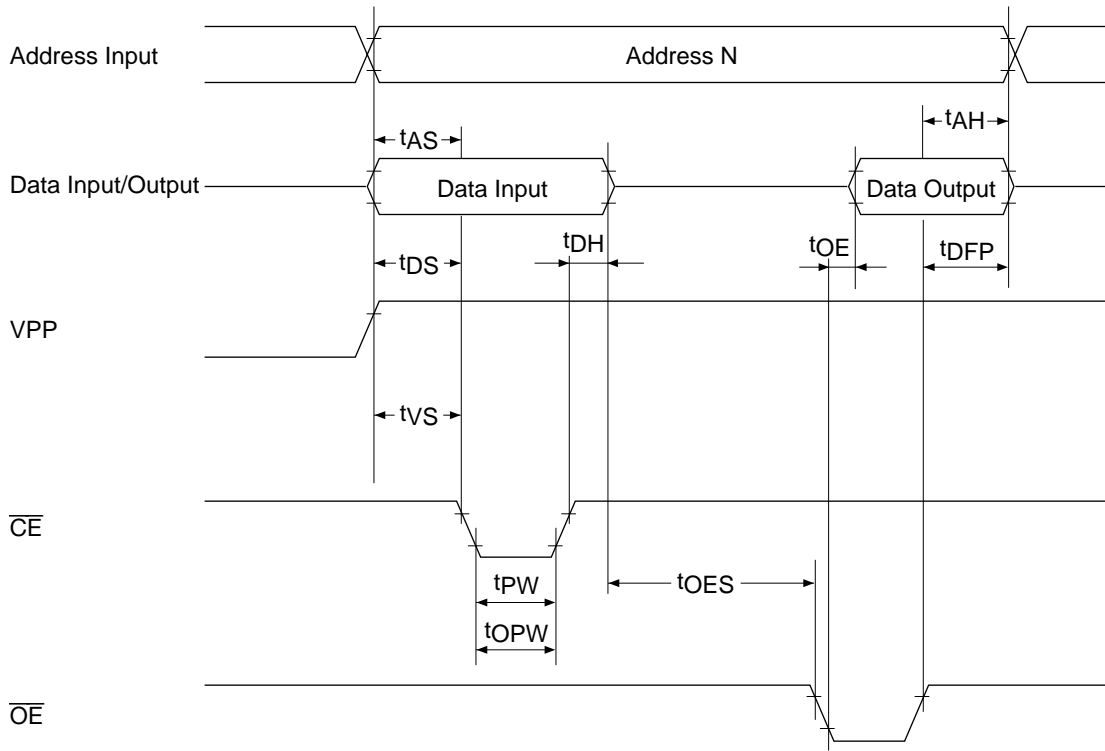 Address Input
Address N
tAS
tAH
Data Input/Output
Data Input
Data Output
tDS
tDH
tOE
tDFP
VPP
tVS
CE
tPW
tOES
tOPW
OE